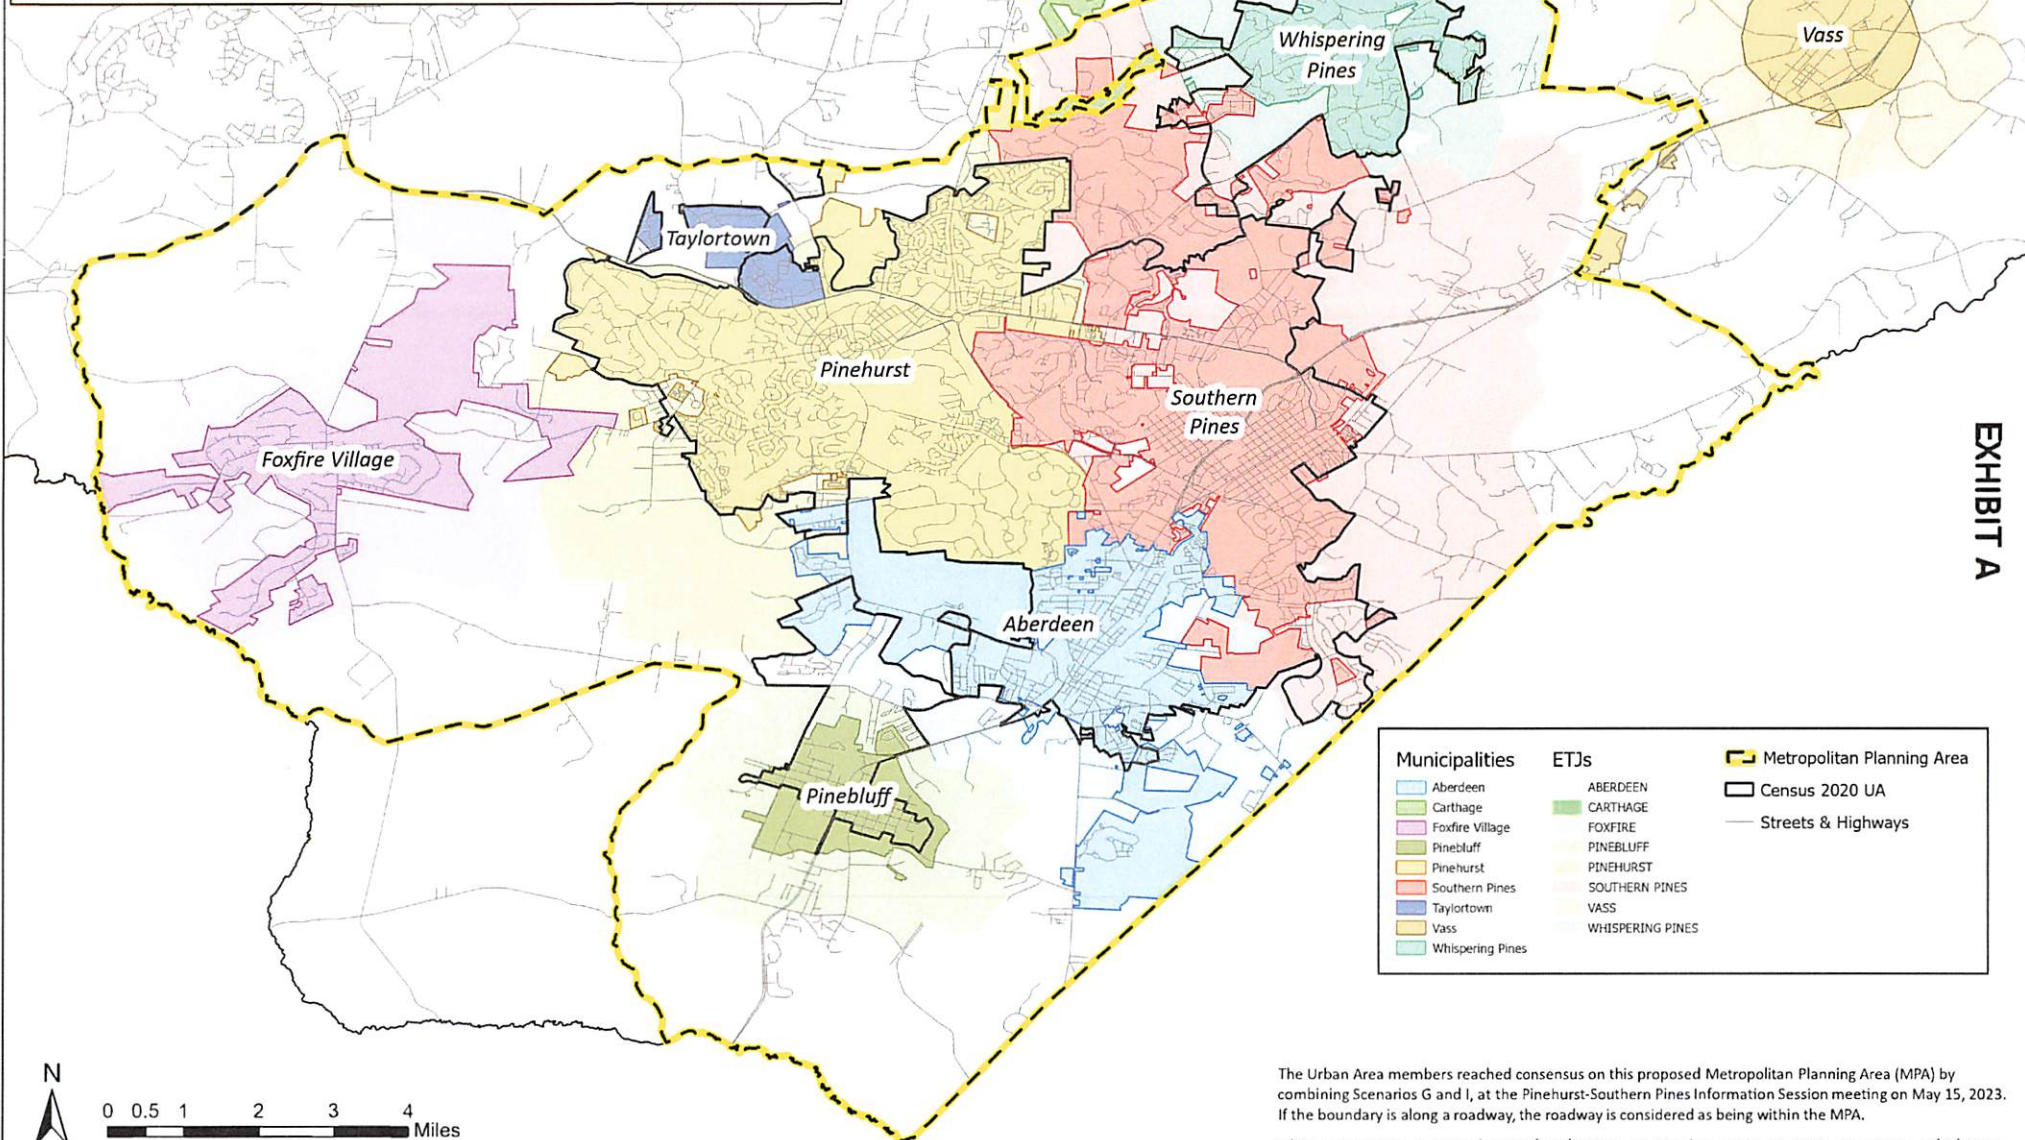 Whispering
Pines
Vass
Taylortown
Pinehurst
Southern
Pines
Foxfire Village
Aberdeen
Pinebluff
EXHIBIT A
Municipalities
Aberdeen
Carthage
Foxfire Village
Pinebluff
Pinehurst
Southern Pines
Taylortown
Vass
Whispering Pines
ETJs
ABERDEEN
CARTHAGE
FOXFIRE
PINEBLUFF
PINEHURST
SOUTHERN PINES
VASS
WHISPERING PINES
Metropolitan Planning Area
Census 2020 UA
Streets & Highways
N
0 0.5 1 2 3 4
Miles
The Urban Area members reached consensus on this proposed Metropolitan Planning Area (MPA) by
combining Scenarios G and I, at the Pinehurst-Southern Pines Information Session meeting on May 15, 2023.
If the boundary is along a roadway, the roadway is considered as being within the MPA.